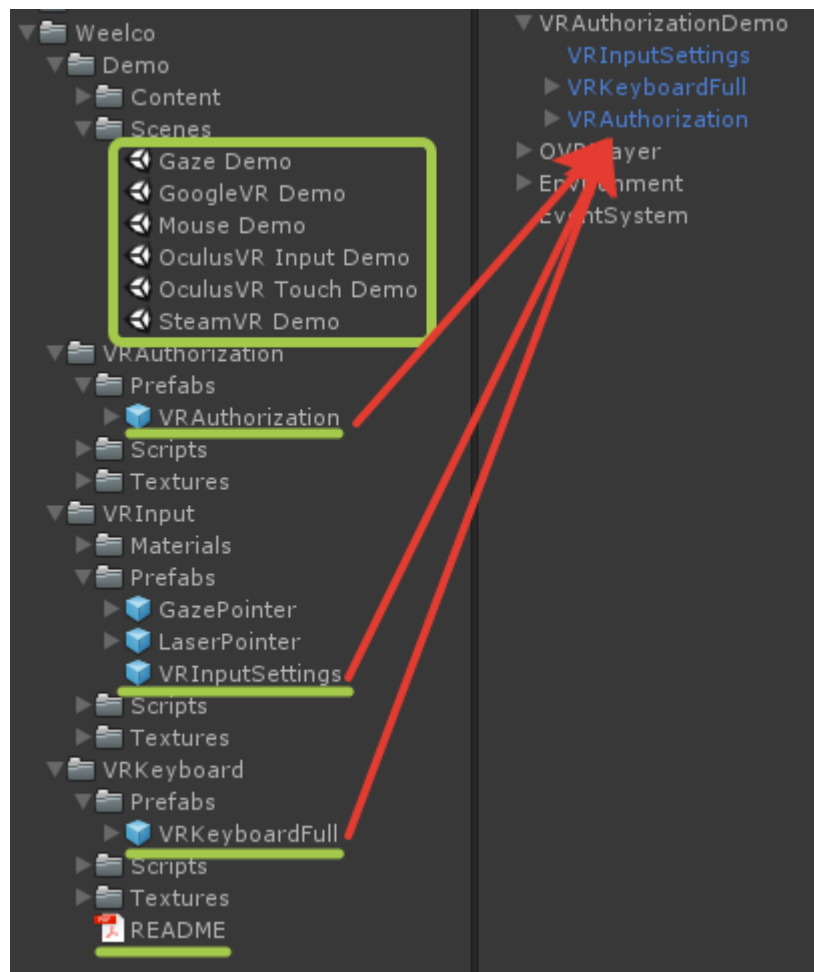 Weelco
Demo
Content
Scenes
Gaze Demo
GoogleVR Demo
Mouse Demo
OculusVR Input Demo
OculusVR Touch Demo
SteamVR Demo
VRAuthorization
Prefabs
VRAuthorization
Scripts
Textures
VRInput
Materials
Prefabs
GazePointer
LaserPointer
VRInputSettings
Scripts
Textures
VRKeyboard
Prefabs
VRKeyboardFull
Scripts
Textures
README
VRAuthorizationDemo
VRInputSettings
VRKeyboardFull
VRAuthorization
Environment
EventSystem